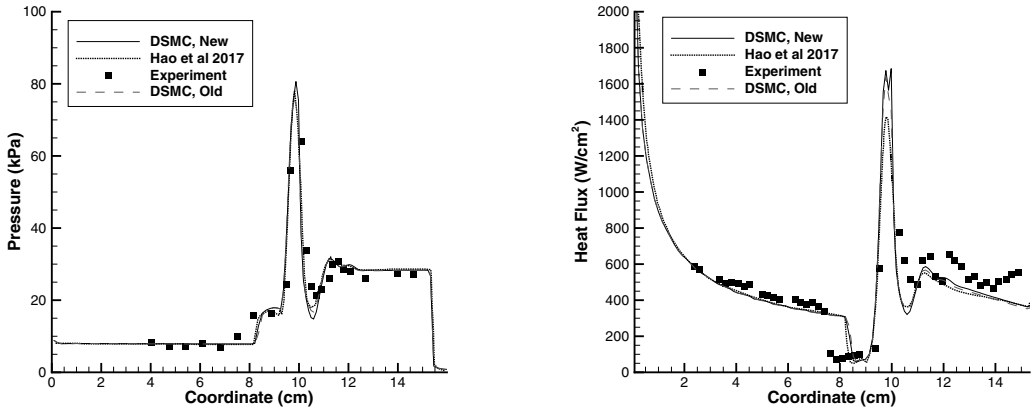 100
80
60
40
20
0
Pressure (kPa)
DSMC, New
Hao et al 2017
Experiment
DSMC, Old
0 2 4 6 8 10 12 14
Coordinate (cm)
2000
1800
1600
1400
1200
1000
800
600
400
200
0
Heat Flux (W/cm²)
DSMC, New
Hao et al 2017
Experiment
DSMC, Old
2 4 6 8 10 12 14
Coordinate (cm)